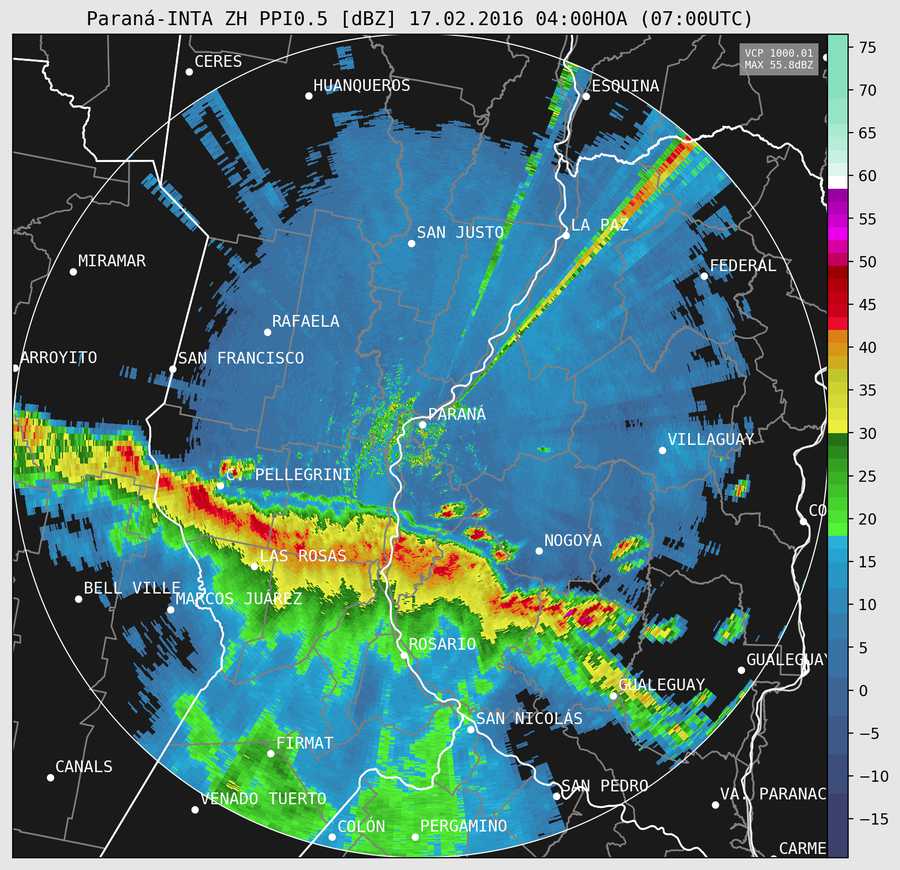 Paraná-INTA ZH PPI0.5 [dBZ] 17.02.2016 04:00HOA (07:00UTC)
VCP 1000.01
MAX 55.8dBZ
CERES
HUANQUEROS
ESQUINA
SAN JUSTO
LA PAZ
MIRAMAR
FEDERAL
RAFAELA
ARROYITO
SAN FRANCISCO
PARANÁ
VILLAGUAY
C. PELLEGRINI
CO
NOGOYA
LAS ROSAS
BELL VILLE
MARCOS JUÁREZ
ROSARIO
GUALEGUAY
GUALEGUAY
SAN NICOLÁS
FIRMAT
CANALS
SAN PEDRO
VENADO TUERTO
VA. PARANAC
COLÓN
PERGAMINO
CARME
75
70
65
60
55
50
45
40
35
30
25
20
15
10
5
0
−5
−10
−15